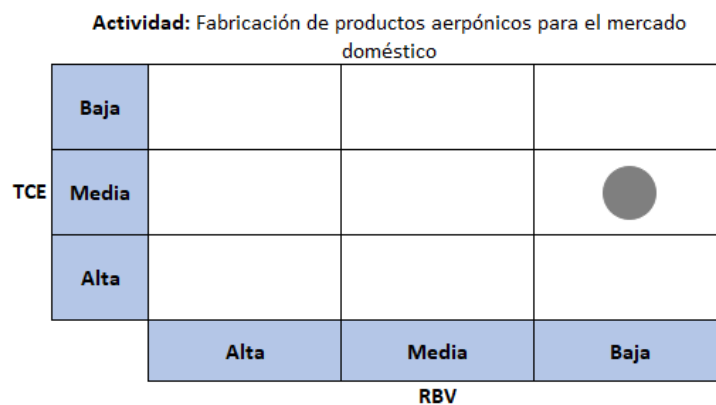 Actividad: Fabricación de productos aerpónicos para el mercado
doméstico
Baja
TCE
Media
Alta
Alta
Media
Baja
RBV